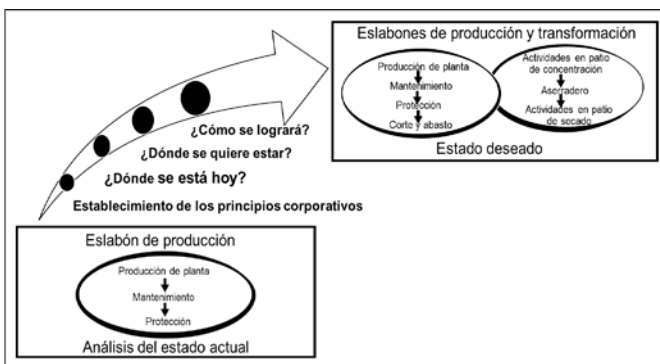 Eslabones de producción y transformación
Producción de planta
Mantenimiento
Protección
Corte y abasto
Actividades en patio
de concentración
Aserradero
Actividades en patio
de secado
Estado deseado
¿Cómo se logrará?
¿Dónde se quiere estar?
¿Dónde se está hoy?
Establecimiento de los principios corporativos
Eslabón de producción
Producción de planta
Mantenimiento
Protección
Análisis del estado actual